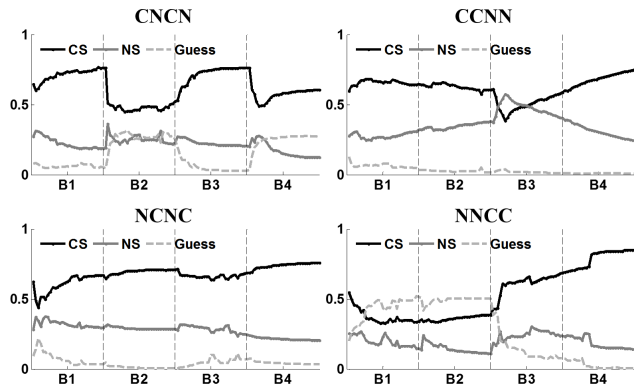 CNCN
CCNN
1
CS NS Guess
0.5
0
B1 B2 B3 B4
1
CS NS Guess
0.5
0
B1 B2 B3 B4
NCNC
NNCC
1
CS NS Guess
0.5
0
B1 B2 B3 B4
1
CS NS Guess
0.5
0
B1 B2 B3 B4